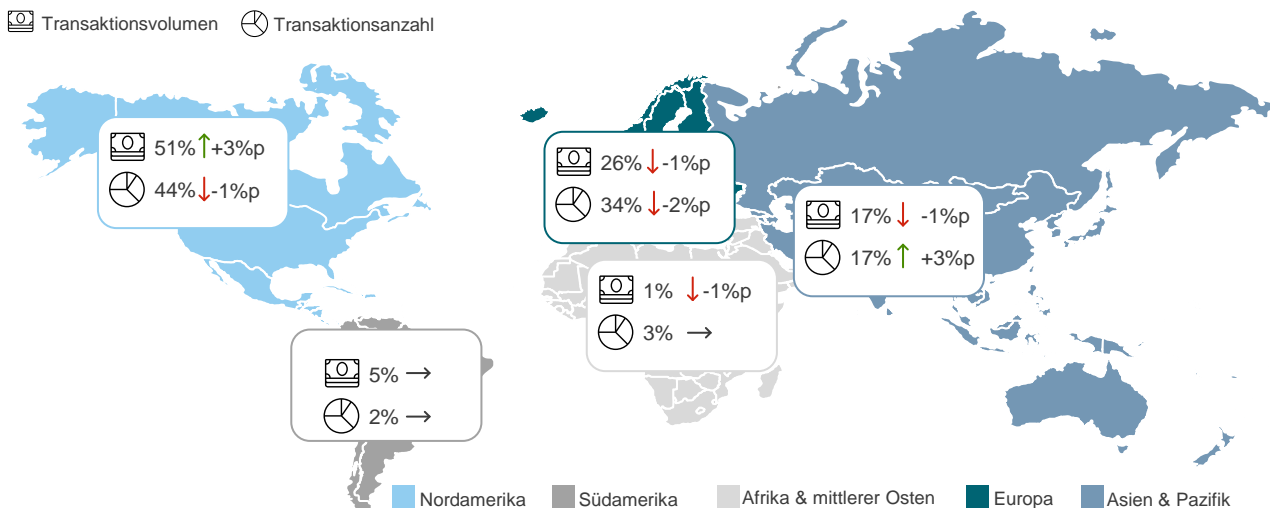 Transaktionsvolumen Transaktionsanzahl
51% ↑ +3%p
44% ↓ -1%p
26% ↓ -1%p
34% ↓ -2%p
17% ↓ -1%p
17% ↑ +3%p
1% ↓ -1%p
3% →
5% →
2% →
Nordamerika Südamerika Afrika & mittlerer Osten Europa Asien & Pazifik